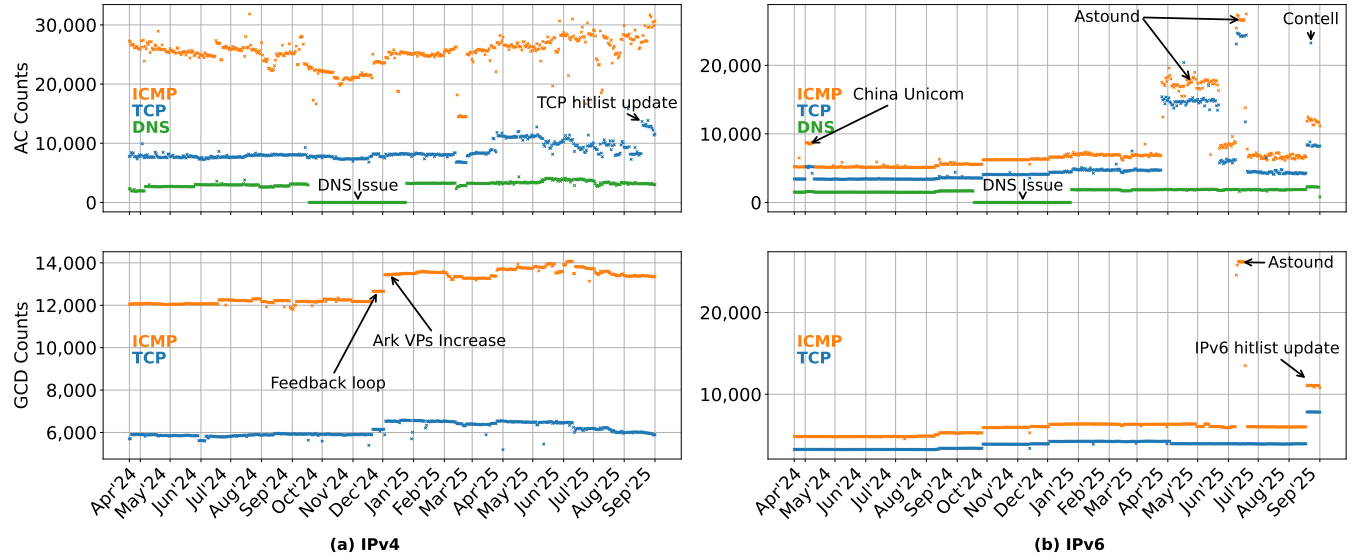 AC Counts
30,000
20,000
10,000
0
ICMP
TCP
DNS
TCP hitlist update
DNS Issue
20,000
10,000
0
ICMP
TCP
DNS
China Unicom
Astound
Contell
DNS Issue
GCD Counts
14,000
12,000
10,000
8,000
6,000
ICMP
TCP
Feedback loop
Ark VPs Increase
Apr'24
May'24
Jun'24
Jul'24
Aug'24
Sep'24
Oct'24
Nov'24
Dec'24
Jan'25
Feb'25
Mar'25
Apr'25
May'25
Jun'25
Jul'25
Aug'25
Sep'25
(a) IPv4
20,000
10,000
ICMP
TCP
Astound
IPv6 hitlist update
Apr'24
May'24
Jun'24
Jul'24
Aug'24
Sep'24
Oct'24
Nov'24
Dec'24
Jan'25
Feb'25
Mar'25
Apr'25
May'25
Jun'25
Jul'25
Aug'25
Sep'25
(b) IPv6